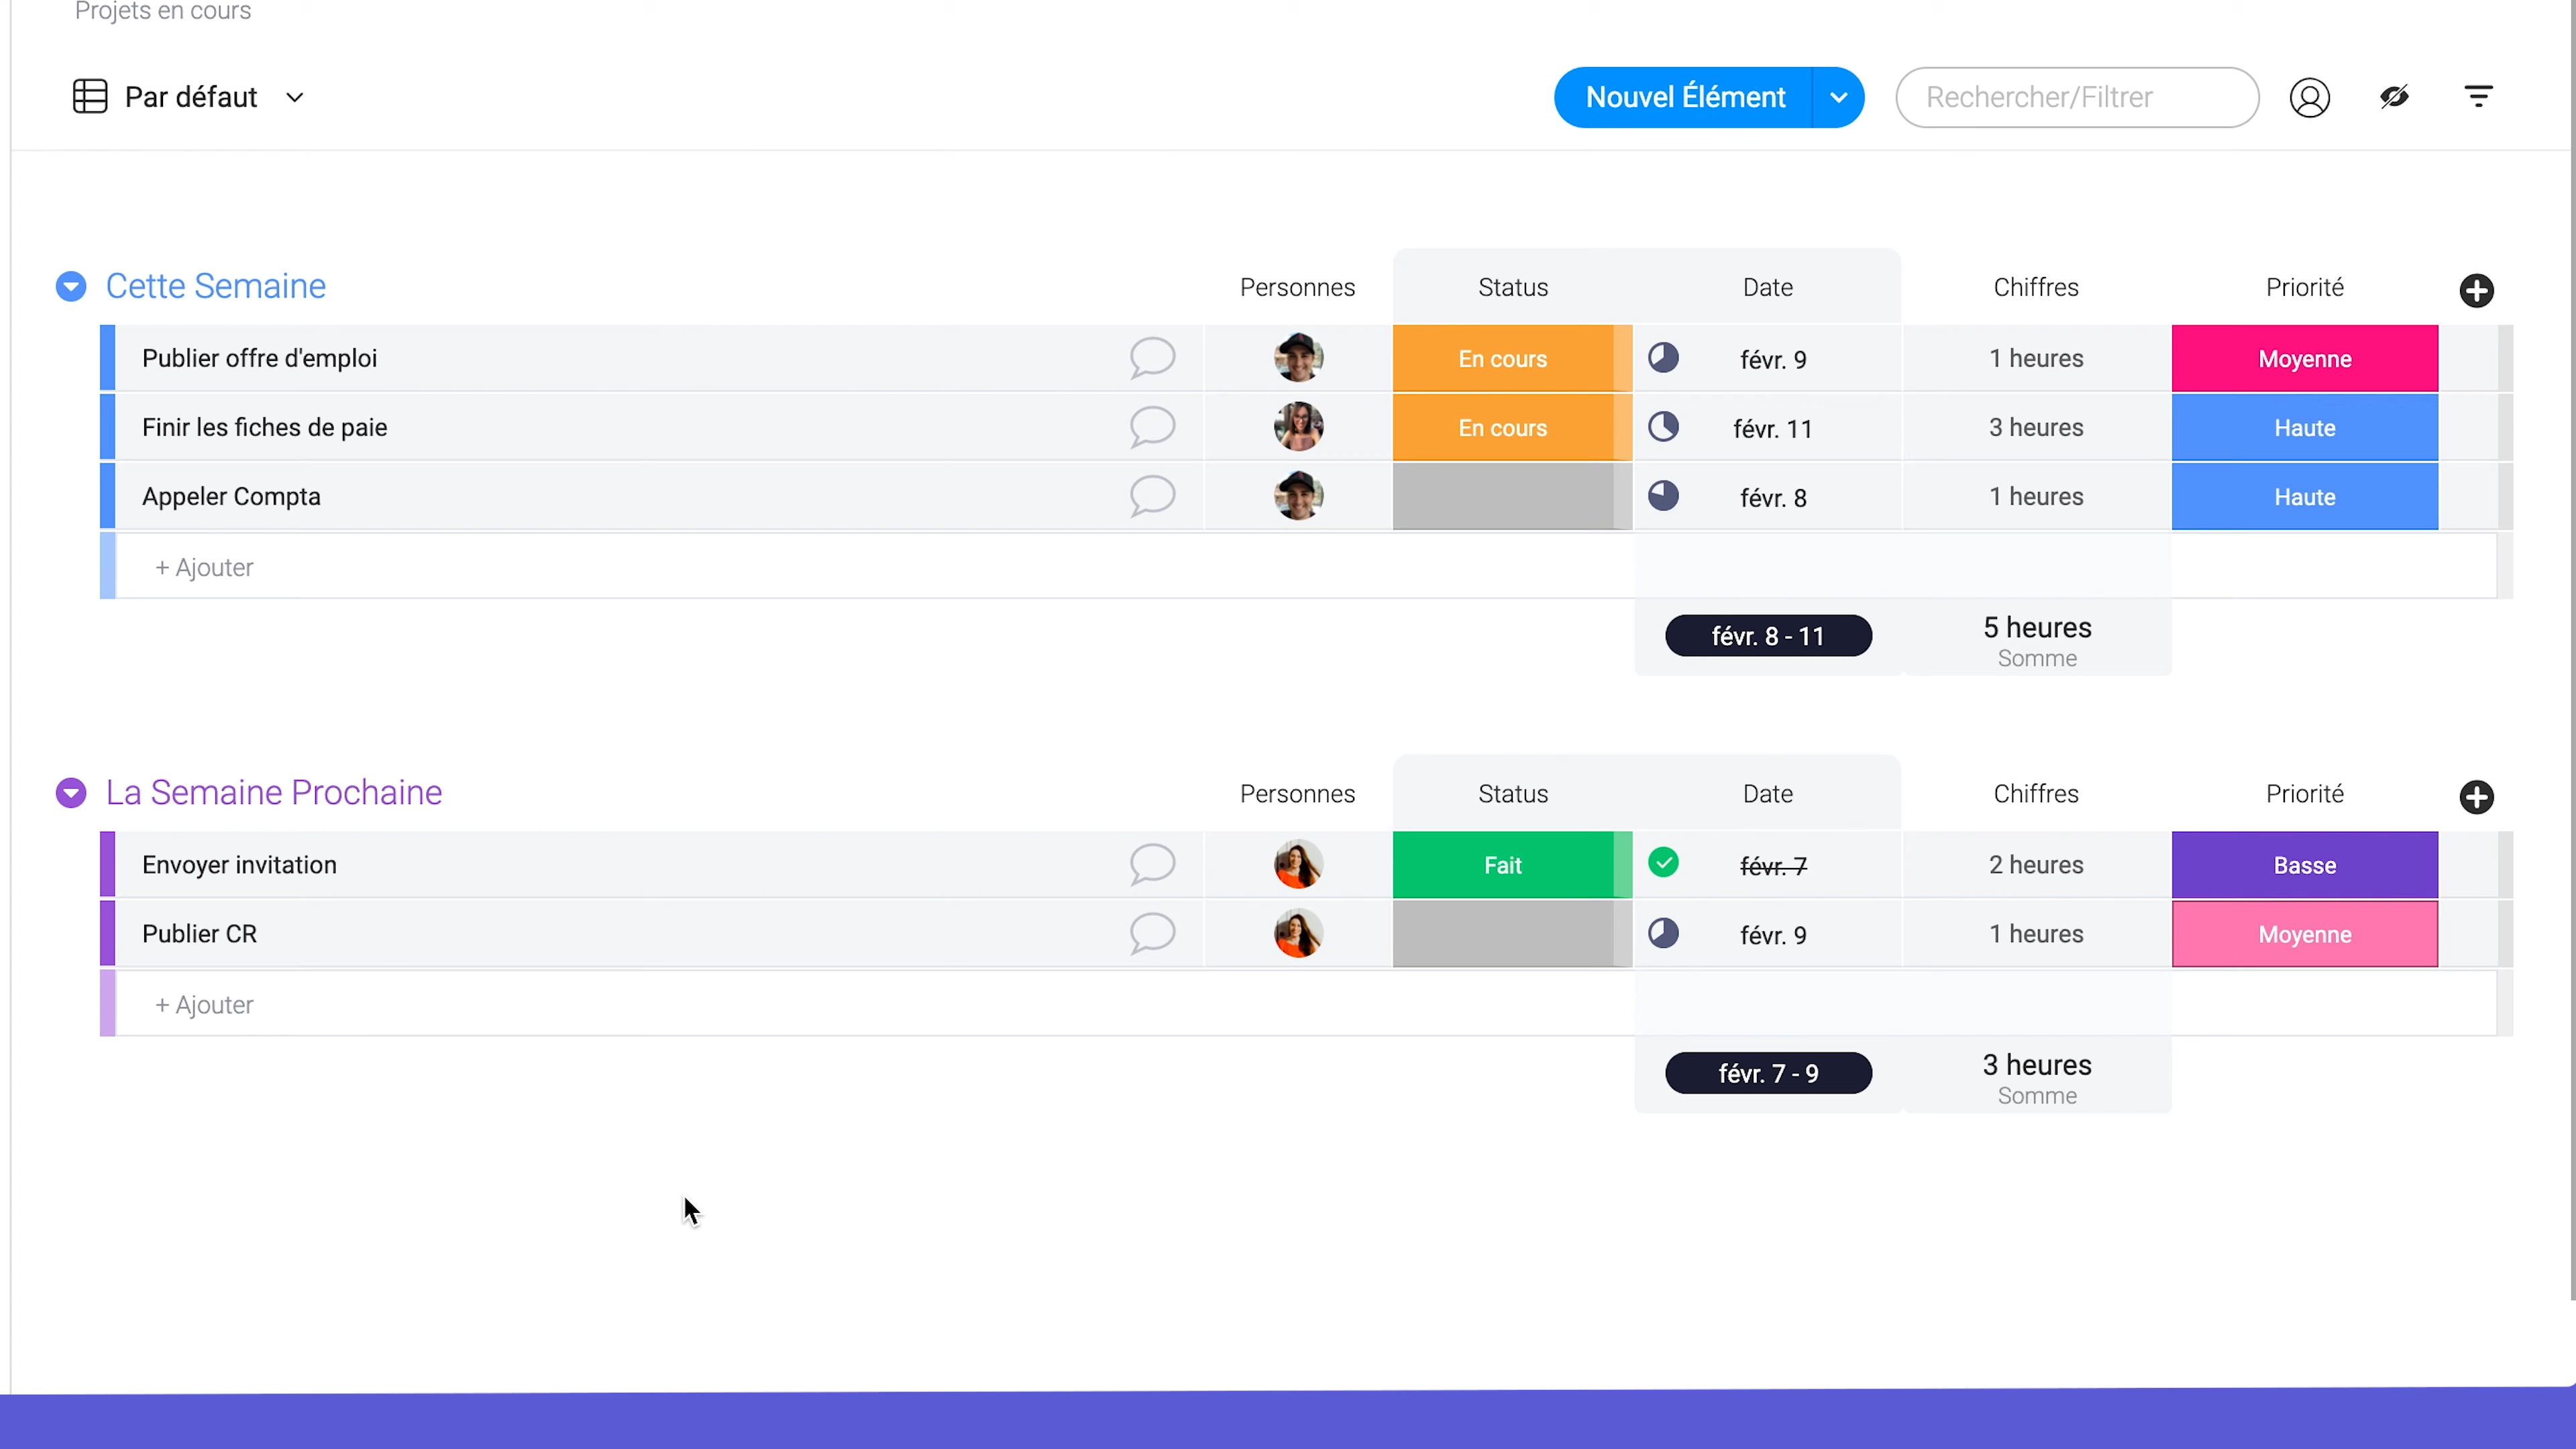 Projets en cours
Par défaut
Nouvel Élément
Rechercher/Filtrer
Cette Semaine
Personnes
Status
Date
Chiffres
Priorité
Publier offre d'emploi
En cours
févr. 9
1 heures
Moyenne
Finir les fiches de paie
En cours
févr. 11
3 heures
Haute
Appeler Compta
févr. 8
1 heures
Haute
+ Ajouter
févr. 8 - 11
5 heures
Somme
La Semaine Prochaine
Personnes
Status
Date
Chiffres
Priorité
Envoyer invitation
Fait
févr. 7
2 heures
Basse
Publier CR
févr. 9
1 heures
Moyenne
+ Ajouter
févr. 7 - 9
3 heures
Somme